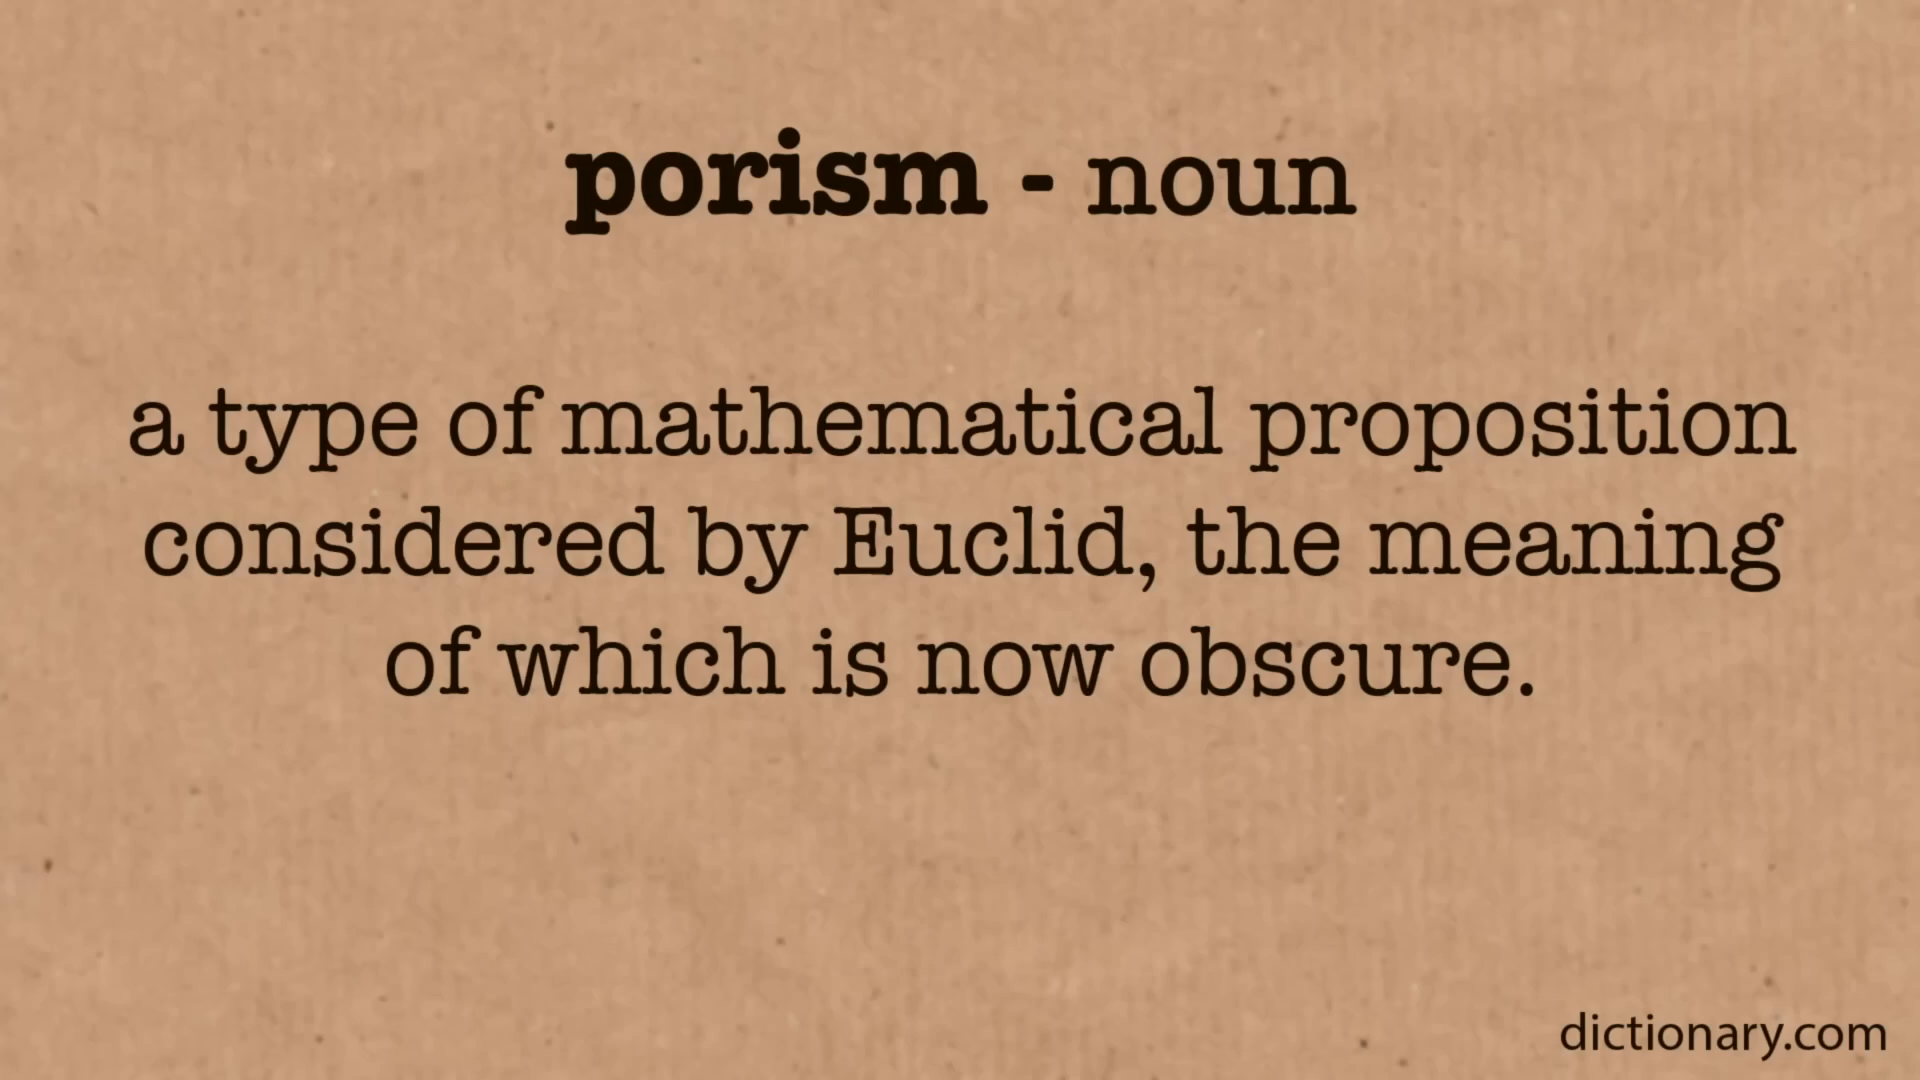 porism - noun
a type of mathematical proposition
considered by Euclid, the meaning
of which is now obscure.
dictionary.com